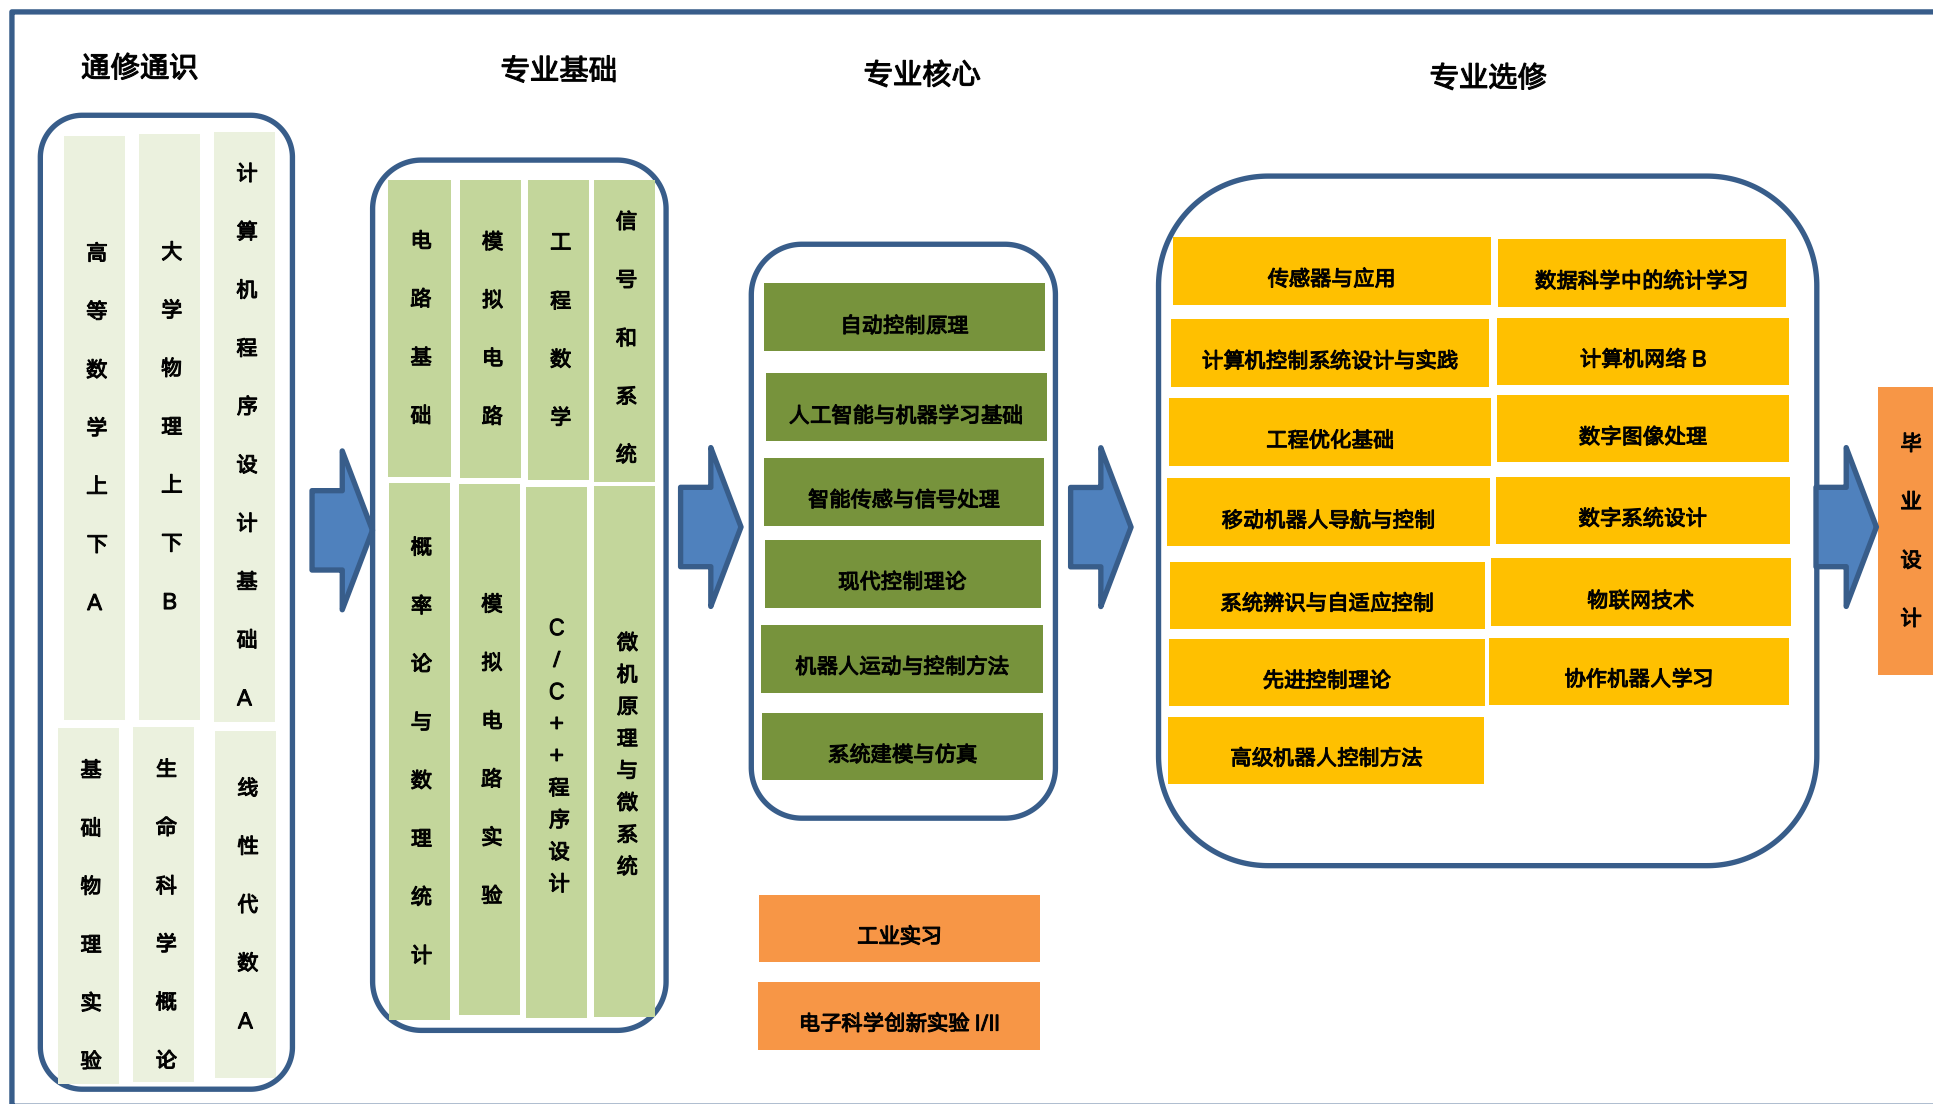 通修通识
专业基础
专业核心
专业选修
高等数学上下A
大学物理上下B
计算机程序设计基础A
基础物理实验
生命科学概论
线性代数A
电路基础
模拟电路
工程数学
信号和系统
概率论与数理统计
模拟电路实验
C/C++程序设计
微机原理与微系统
自动控制原理
人工智能与机器学习基础
智能传感与信号处理
现代控制理论
机器人运动与控制方法
系统建模与仿真
工业实习
电子科学创新实验 I/II
传感器与应用
数据科学中的统计学习
计算机控制系统设计与实践
计算机网络 B
工程优化基础
数字图像处理
移动机器人导航与控制
数字系统设计
系统辨识与自适应控制
物联网技术
先进控制理论
协作机器人学习
高级机器人控制方法
毕业设计